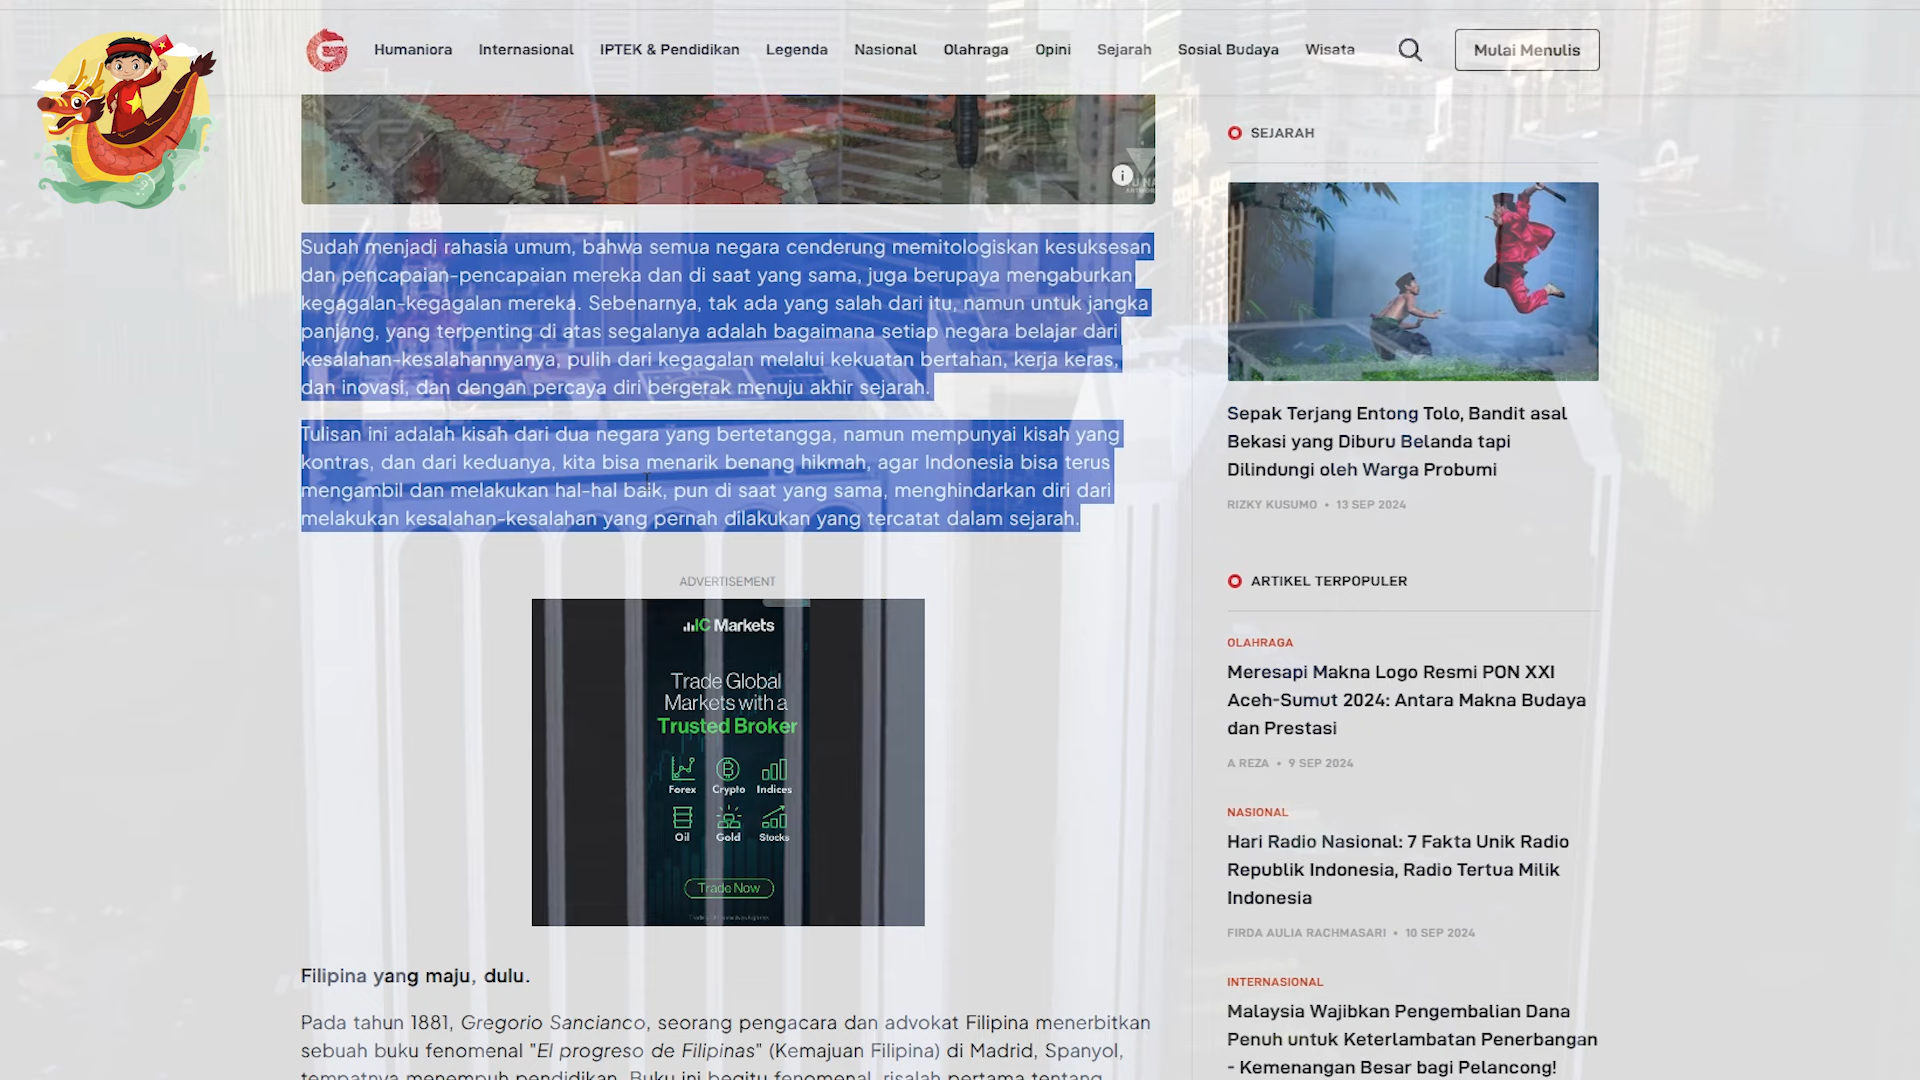 Humaniora Internasional IPTEK & Pendidikan Legenda Nasional Olahraga Opini Sejarah Sosial Budaya Wisata Mulai Menulis
Sudah menjadi rahasia umum, bahwa semua negara cenderung memitologiskan kesuksesan
dan pencapaian-pencapaian mereka dan di saat yang sama, juga berupaya mengaburkan
kegagalan-kegagalan mereka. Sebenarnya, tak ada yang salah dari itu, namun untuk jangka
panjang, yang terpenting di atas segalanya adalah bagaimana setiap negara belajar dari
kesalahan-kesalahannyanya, pulih dari kegagalan melalui kekuatan bertahan, kerja keras,
dan inovasi, dan dengan percaya diri bergerak menuju akhir sejarah.
Tulisan ini adalah kisah dari dua negara yang bertetangga, namun mempunyai kisah yang
kontras, dan dari keduanya, kita bisa menarik benang hikmah, agar Indonesia bisa terus
mengambil dan melakukan hal-hal baik, pun di saat yang sama, menghindarkan diri dari
melakukan kesalahan-kesalahan yang pernah dilakukan yang tercatat dalam sejarah.
ADVERTISEMENT
IC Markets
Trade Global
Markets with a
Trusted Broker
Forex Crypto Indices
Oil Gold Stocks
Trade Now
Filipina yang maju, dulu.
Pada tahun 1881, Gregorio Sancianco, seorang pengacara dan advokat Filipina menerbitkan
sebuah buku fenomenal "El progreso de Filipinas" (Kemajuan Filipina) di Madrid, Spanyol,
tempatnya menempuh pendidikan. Buku ini begitu fenomenal, risalah pertama tentang
SEJARAH
Sepak Terjang Entong Tolo, Bandit asal
Bekasi yang Diburu Belanda tapi
Dilindungi oleh Warga Probumi
RIZKY KUSUMO • 13 SEP 2024
ARTIKEL TERPOPULER
OLAHRAGA
Meresapi Makna Logo Resmi PON XXI
Aceh-Sumut 2024: Antara Makna Budaya
dan Prestasi
A REZA • 9 SEP 2024
NASIONAL
Hari Radio Nasional: 7 Fakta Unik Radio
Republik Indonesia, Radio Tertua Milik
Indonesia
FIRDA AULIA RACHMASARI • 10 SEP 2024
INTERNASIONAL
Malaysia Wajibkan Pengembalian Dana
Penuh untuk Keterlambatan Penerbangan
- Kemenangan Besar bagi Pelancong!